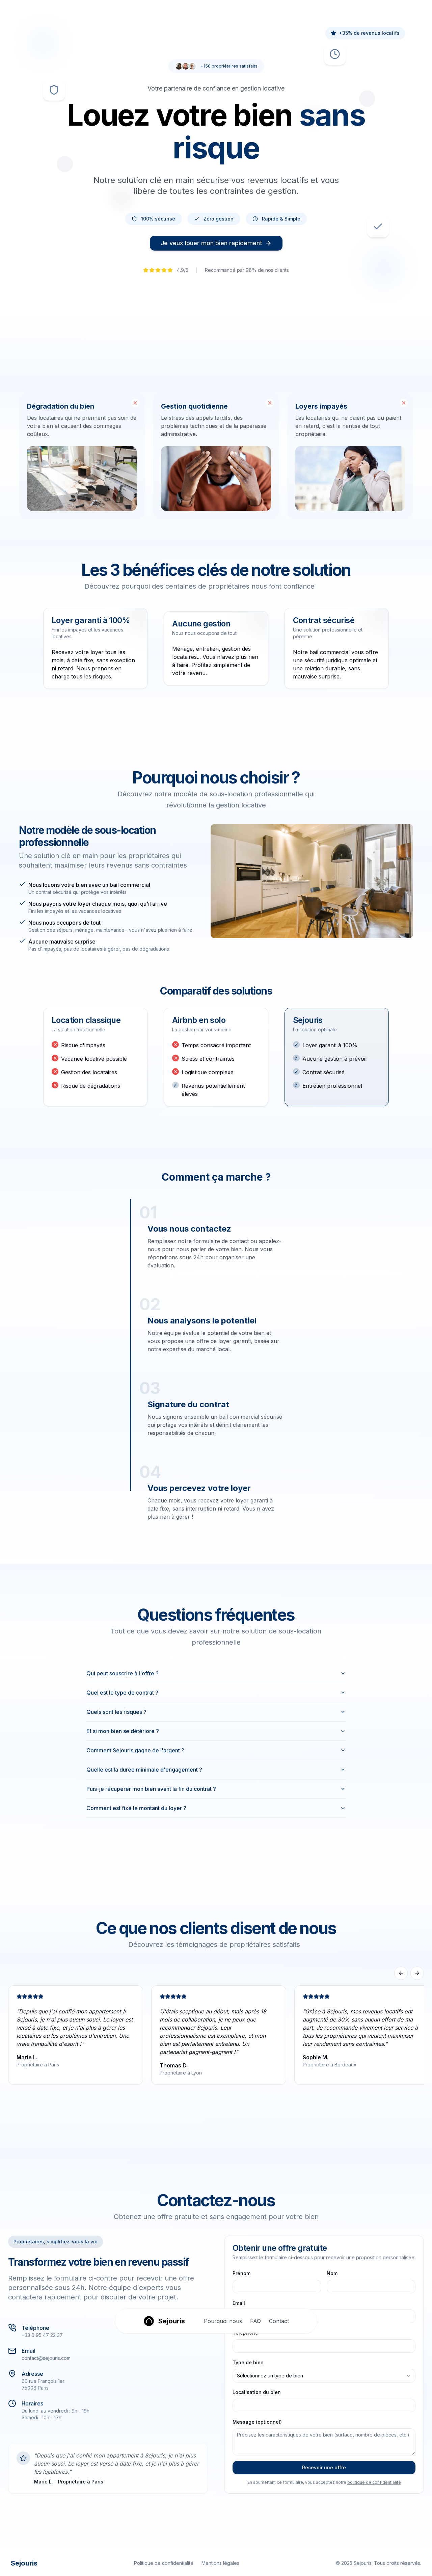 +35% de revenus locatifs
+150 propriétaires satisfaits
Votre partenaire de confiance en gestion locative
Louez votre bien sans
risque
Notre solution clé en main sécurise vos revenus locatifs et vous
libère de toutes les contraintes de gestion.
100% sécurisé
Zéro gestion
Rapide & Simple
Je veux louer mon bien rapidement
4.9/5
Recommandé par 98% de nos clients
Dégradation du bien
Des locataires qui ne prennent pas soin de
votre bien et causent des dommages
coûteux.
Gestion quotidienne
Le stress des appels tardifs, des
problèmes techniques et de la paperasse
administrative.
Loyers impayés
Les locataires qui ne paient pas ou paient
en retard, c'est la hantise de tout
propriétaire.
Les 3 bénéfices clés de notre solution
Découvrez pourquoi des centaines de propriétaires nous font confiance
Loyer garanti à 100%
Fini les impayés et les vacances
locatives
Recevez votre loyer tous les
mois, à date fixe, sans exception
ni retard. Nous prenons en
charge tous les risques.
Aucune gestion
Nous nous occupons de tout
Ménage, entretien, gestion des
locataires... Vous n'avez plus rien
à faire. Profitez simplement de
votre revenu.
Contrat sécurisé
Une solution professionnelle et
pérenne
Notre bail commercial vous offre
une sécurité juridique optimale et
une relation durable, sans
mauvaise surprise.
Pourquoi nous choisir ?
Découvrez notre modèle de sous-location professionnelle qui
révolutionne la gestion locative
Notre modèle de sous-location
professionnelle
Une solution clé en main pour les propriétaires qui
souhaitent maximiser leurs revenus sans contraintes
Nous louons votre bien avec un bail commercial
Un contrat sécurisé qui protège vos intérêts
Nous payons votre loyer chaque mois, quoi qu'il arrive
Fini les impayés et les vacances locatives
Nous nous occupons de tout
Gestion des séjours, ménage, maintenance... vous n'avez plus rien à faire
Aucune mauvaise surprise
Pas d'impayés, pas de locataires à gérer, pas de dégradations
Comparatif des solutions
Location classique
La solution traditionnelle
Risque d'impayés
Vacance locative possible
Gestion des locataires
Risque de dégradations
Airbnb en solo
La gestion par vous-même
Temps consacré important
Stress et contraintes
Logistique complexe
Revenus potentiellement
élevés
Sejouris
La solution optimale
Loyer garanti à 100%
Aucune gestion à prévoir
Contrat sécurisé
Entretien professionnel
Comment ça marche ?
01
Vous nous contactez
Remplissez notre formulaire de contact ou appelez-
nous pour nous parler de votre bien. Nous vous
répondrons sous 24h pour organiser une
évaluation.
02
Nous analysons le potentiel
Notre équipe évalue le potentiel de votre bien et
vous propose une offre de loyer garanti, basée sur
notre expertise du marché local.
03
Signature du contrat
Nous signons ensemble un bail commercial sécurisé
qui protège vos intérêts et définit clairement les
responsabilités de chacun.
04
Vous percevez votre loyer
Chaque mois, vous recevez votre loyer garanti à
date fixe, sans interruption ni retard. Vous n'avez
plus rien à gérer !
Questions fréquentes
Tout ce que vous devez savoir sur notre solution de sous-location
professionnelle
Qui peut souscrire à l'offre ?
Quel est le type de contrat ?
Quels sont les risques ?
Et si mon bien se détériore ?
Comment Sejouris gagne de l'argent ?
Quelle est la durée minimale d'engagement ?
Puis-je récupérer mon bien avant la fin du contrat ?
Comment est fixé le montant du loyer ?
Ce que nos clients disent de nous
Découvrez les témoignages de propriétaires satisfaits
"Depuis que j'ai confié mon appartement à
Sejouris, je n'ai plus aucun souci. Le loyer est
versé à date fixe, et je n'ai plus à gérer les
locataires ou les problèmes d'entretien. Une
vraie tranquillité d'esprit !"
Marie L.
Propriétaire à Paris
"J'étais sceptique au début, mais après 18
mois de collaboration, je ne peux que
recommander Sejouris. Leur
professionnalisme est exemplaire, et mon
bien est parfaitement entretenu. Un
partenariat gagnant-gagnant !"
Thomas D.
Propriétaire à Lyon
"Grâce à Sejouris, mes revenus locatifs ont
augmenté de 30% sans aucun effort de ma
part. Je recommande vivement leur service à
tous les propriétaires qui veulent maximiser
leur rendement sans contraintes."
Sophie M.
Propriétaire à Bordeaux
Contactez-nous
Obtenez une offre gratuite et sans engagement pour votre bien
Propriétaires, simplifiez-vous la vie
Transformez votre bien en revenu passif
Remplissez le formulaire ci-contre pour recevoir une offre
personnalisée sous 24h. Notre équipe d'experts vous
contactera rapidement pour discuter de votre projet.
Téléphone
+33 6 95 47 22 37
Email
contact@sejouris.com
Adresse
60 rue François 1er
75008 Paris
Horaires
Du lundi au vendredi : 9h - 19h
Samedi : 10h - 17h
"Depuis que j'ai confié mon appartement à Sejouris, je n'ai plus
aucun souci. Le loyer est versé à date fixe, et je n'ai plus à gérer
les locataires."
Marie L. - Propriétaire à Paris
Obtenir une offre gratuite
Remplissez le formulaire ci-dessous pour recevoir une proposition personnalisée
Prénom
Nom
Email
Sejouris
Pourquoi nous
FAQ
Contact
Type de bien
Sélectionnez un type de bien
Localisation du bien
Message (optionnel)
Précisez les caractéristiques de votre bien (surface, nombre de pièces, etc.)
Recevoir une offre
En soumettant ce formulaire, vous acceptez notre politique de confidentialité
Sejouris
Politique de confidentialité
Mentions légales
© 2025 Sejouris. Tous droits réservés.